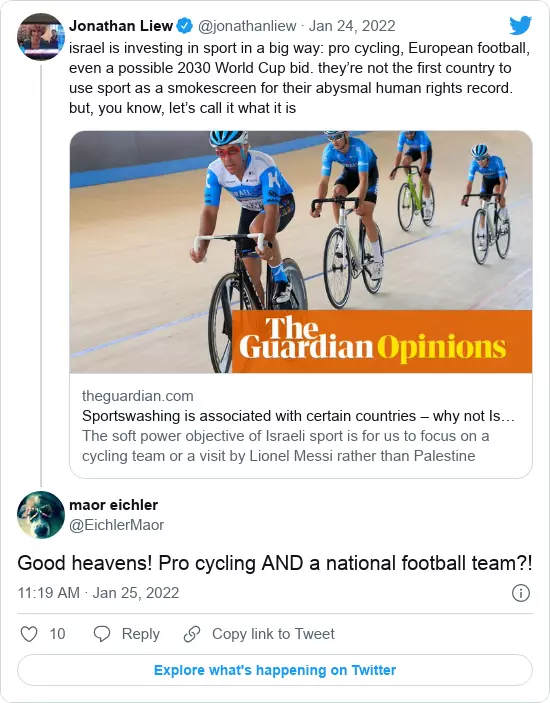 Jonathan Liew @jonathanliew · Jan 24, 2022
israel is investing in sport in a big way: pro cycling, European football,
even a possible 2030 World Cup bid. they’re not the first country to
use sport as a smokescreen for their abysmal human rights record.
but, you know, let’s call it what it is
The
Guardian Opinions
theguardian.com
Sportswashing is associated with certain countries – why not Is…
The soft power objective of Israeli sport is for us to focus on a
cycling team or a visit by Lionel Messi rather than Palestine
maor eichler
@EichlerMaor
Good heavens! Pro cycling AND a national football team?!
11:19 AM · Jan 25, 2022
10 Reply Copy link to Tweet
Explore what's happening on Twitter